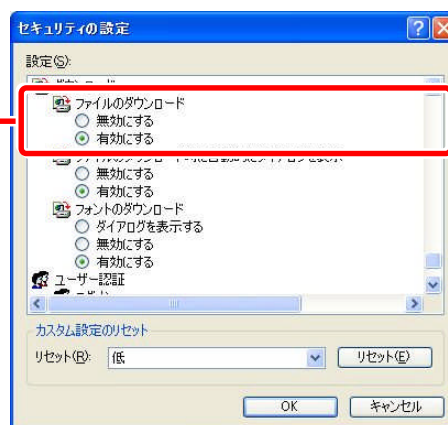 セキュリティの設定
設定(S):
ファイルのダウンロード
無効にする
有効にする
無効にする
有効にする
フォントのダウンロード
ダイアログを表示する
無効にする
有効にする
ユーザー認証
カスタム設定のリセット
リセット(R): 低 リセット(E)
OK キャンセル